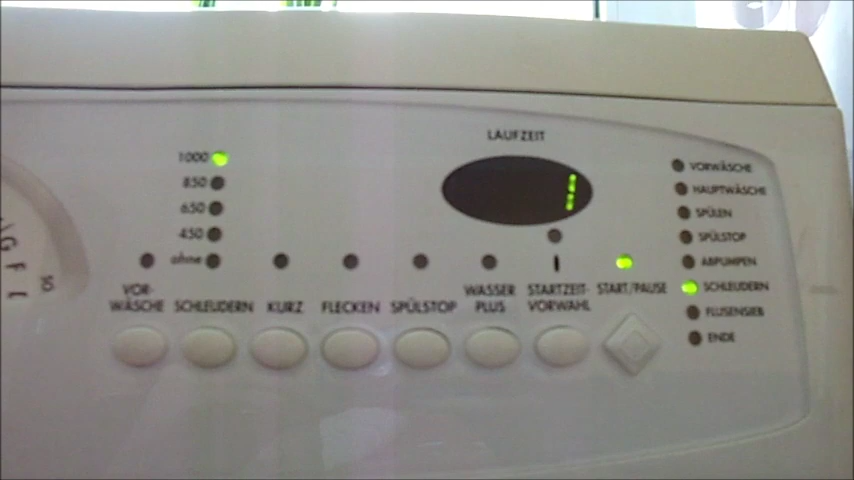 LAUFZEIT
1
1000
850
650
450
ohne
VOR-
WÄSCHE
SCHLEUDERN
KURZ
FLECKEN
SPÜLSTOP
WASSER
PLUS
STARTZEIT-
VORWAHL
START/PAUSE
VORWÄSCHE
HAUPTWÄSCHE
SPÜLEN
SPÜLSTOP
ABPUMPEN
SCHLEUDERN
FLUSENSIEB
ENDE